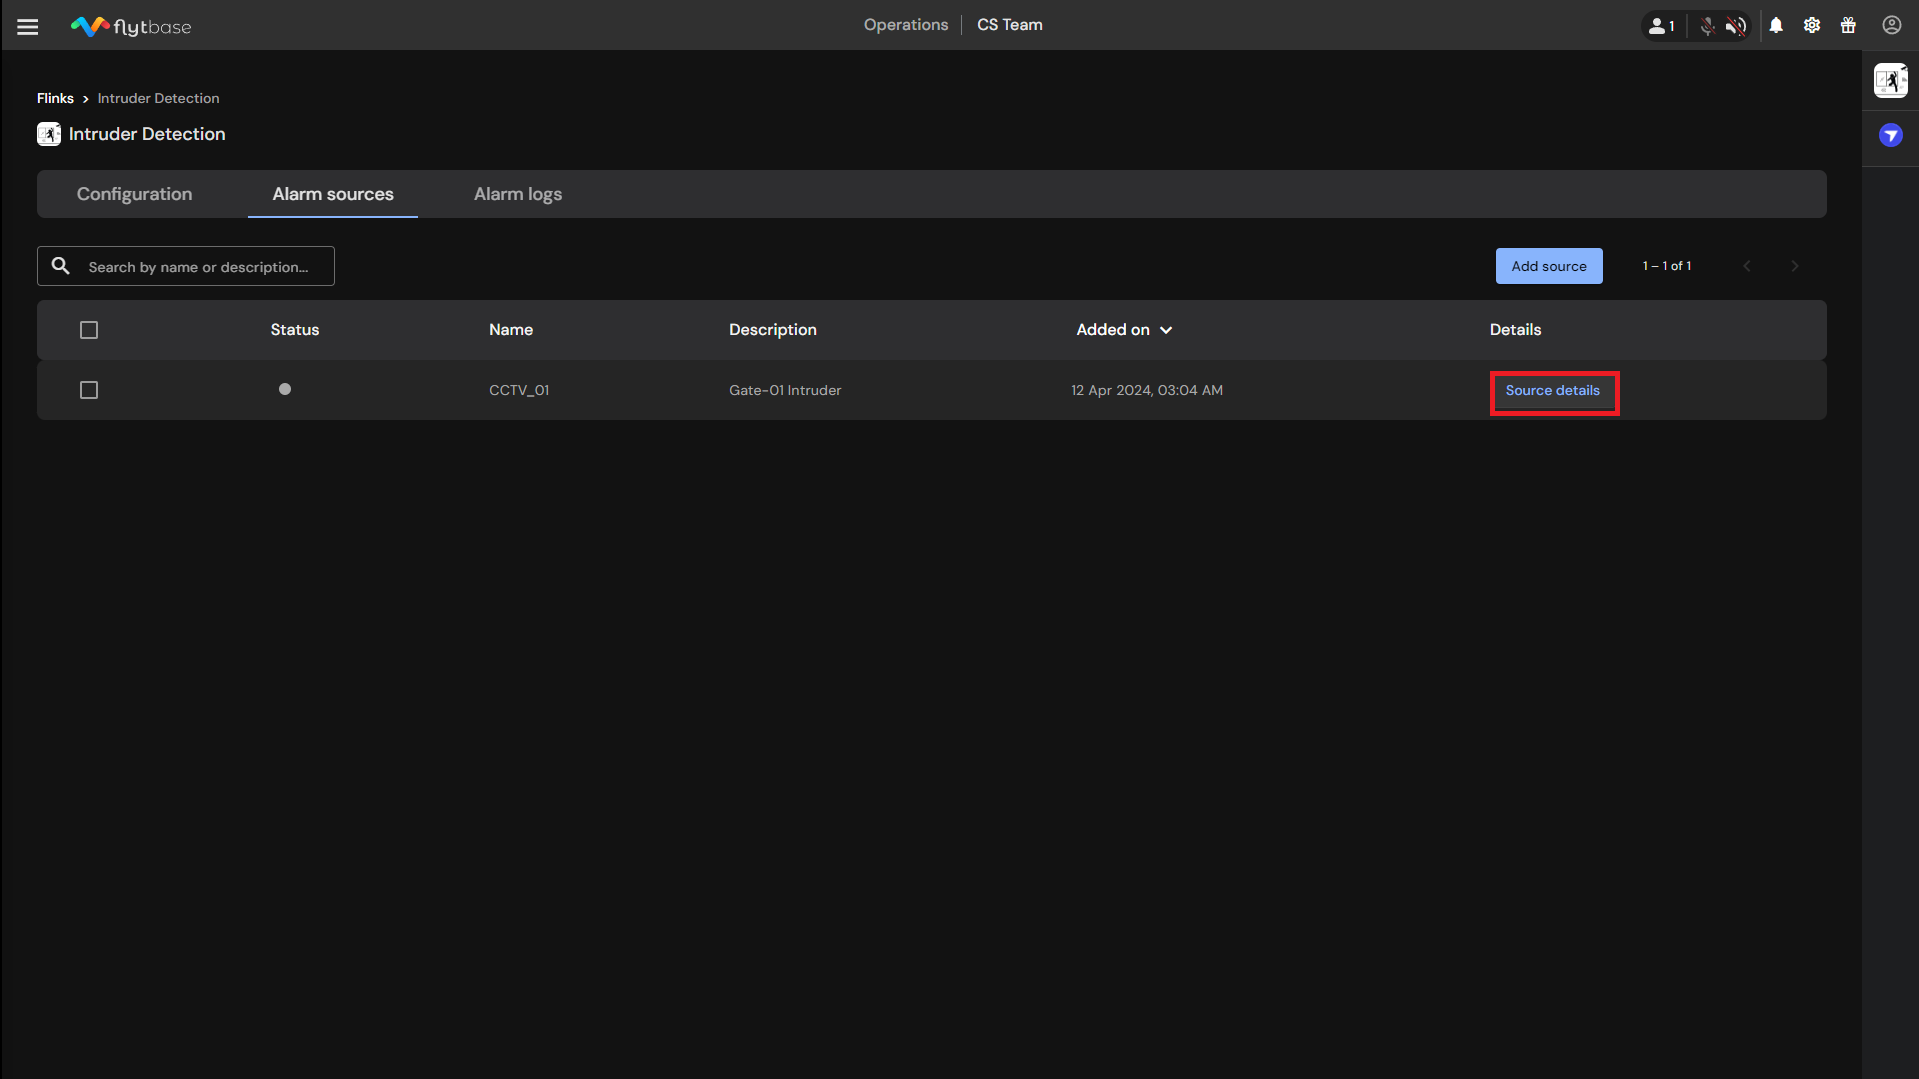 flytbase
Operations | CS Team
1
Flinks > Intruder Detection
Intruder Detection
Configuration Alarm sources Alarm logs
Search by name or description...
Add source 1 – 1 of 1
Status Name Description Added on Details
CCTV_01 Gate-01 Intruder 12 Apr 2024, 03:04 AM Source details